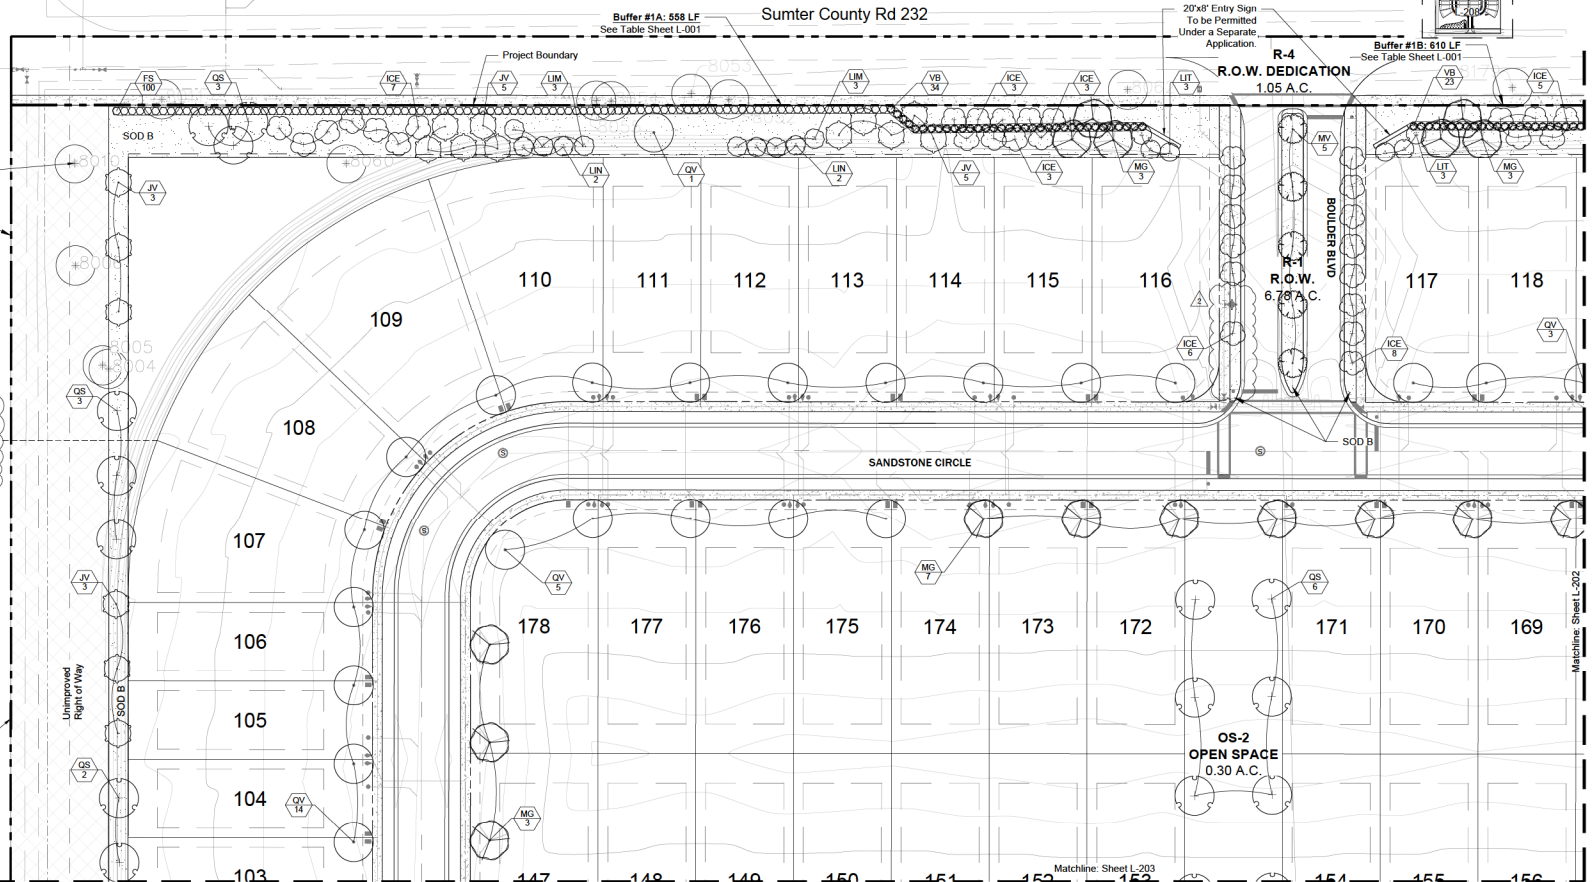 Sumter County Rd 232
Buffer #1A: 558 LF
See Table Sheet L-001
20'x8' Entry Sign
To be Permitted
Under a Separate
Application.
L-208
Buffer #1B: 610 LF
See Table Sheet L-001
Project Boundary
R-4
R.O.W. DEDICATION
1.05 A.C.
8053
FS
100
QS
3
ICE
7
JV
5
LIM
3
LIM
3
VB
34
ICE
3
ICE
3
LIT
3
VB
23
ICE
5
SOD B
8010
8060
MV
5
LIN
2
QV
1
LIN
2
JV
5
ICE
3
MG
3
LIT
3
MG
3
JV
3
BOULDER BLVD
R-1
R.O.W.
6.78 A.C.
110
111
112
113
114
115
116
117
118
109
2
ICE
6
ICE
8
QV
3
8005
8004
QS
3
108
SOD B
SANDSTONE CIRCLE
S
S
S
107
JV
3
QV
5
MG
7
QS
6
Matchline: Sheet L-202
106
178
177
176
175
174
173
172
171
170
169
Unimproved
Right of Way
SOD B
105
OS-2
OPEN SPACE
0.30 A.C.
QS
2
104
QV
14
MG
3
Matchline: Sheet L-203
103
147
148
149
150
151
152
153
154
155
156